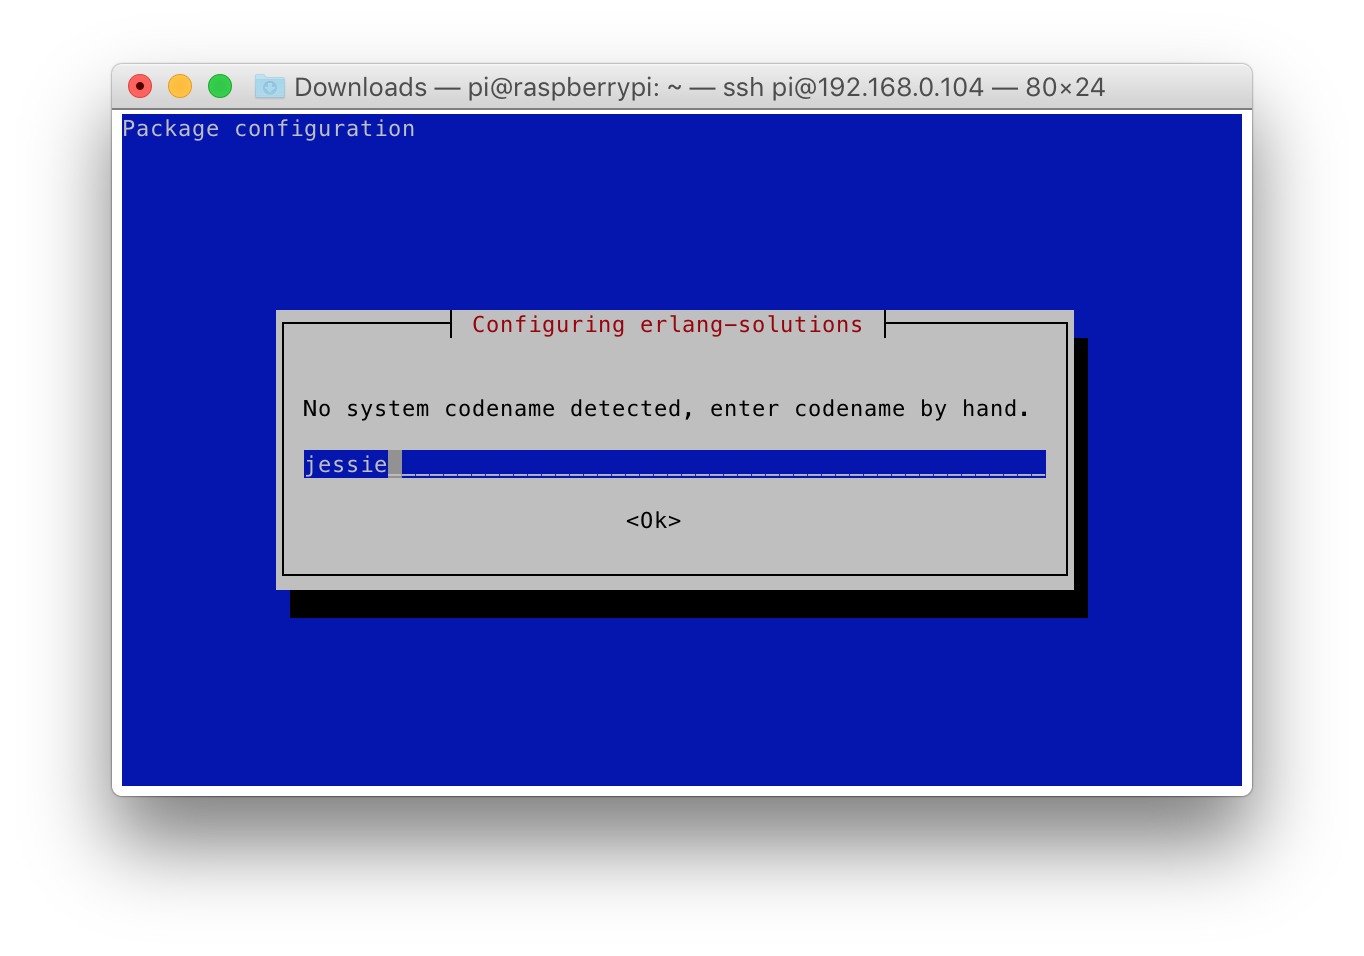 Downloads — pi@raspberrypi: ~ — ssh pi@192.168.0.104 — 80×24
Package configuration
Configuring erlang-solutions
No system codename detected, enter codename by hand.
jessie
<Ok>